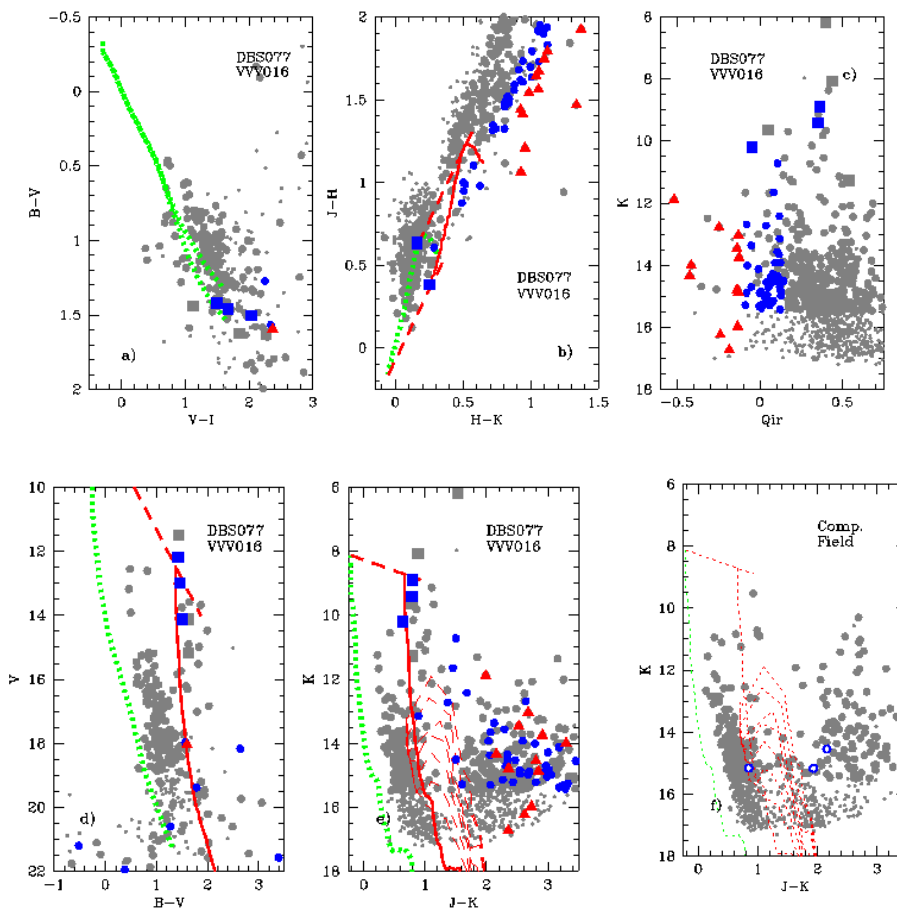 DBS077
VVV016
a)
B-V
V-I
-0.5
0
0.5
1
1.5
2
0
1
2
3
DBS077
VVV016
b)
J-H
H-K
2
1.5
1
0.5
0
0
0.5
1
1.5
DBS077
VVV016
c)
K
Qir
6
8
10
12
14
16
18
-0.5
0
0.5
DBS077
VVV016
d)
V
B-V
10
12
14
16
18
20
22
-1
0
1
2
3
DBS077
VVV016
e)
K
J-K
6
8
10
12
14
16
18
0
1
2
3
Comp.
Field
f)
K
J-K
6
8
10
12
14
16
18
0
1
2
3